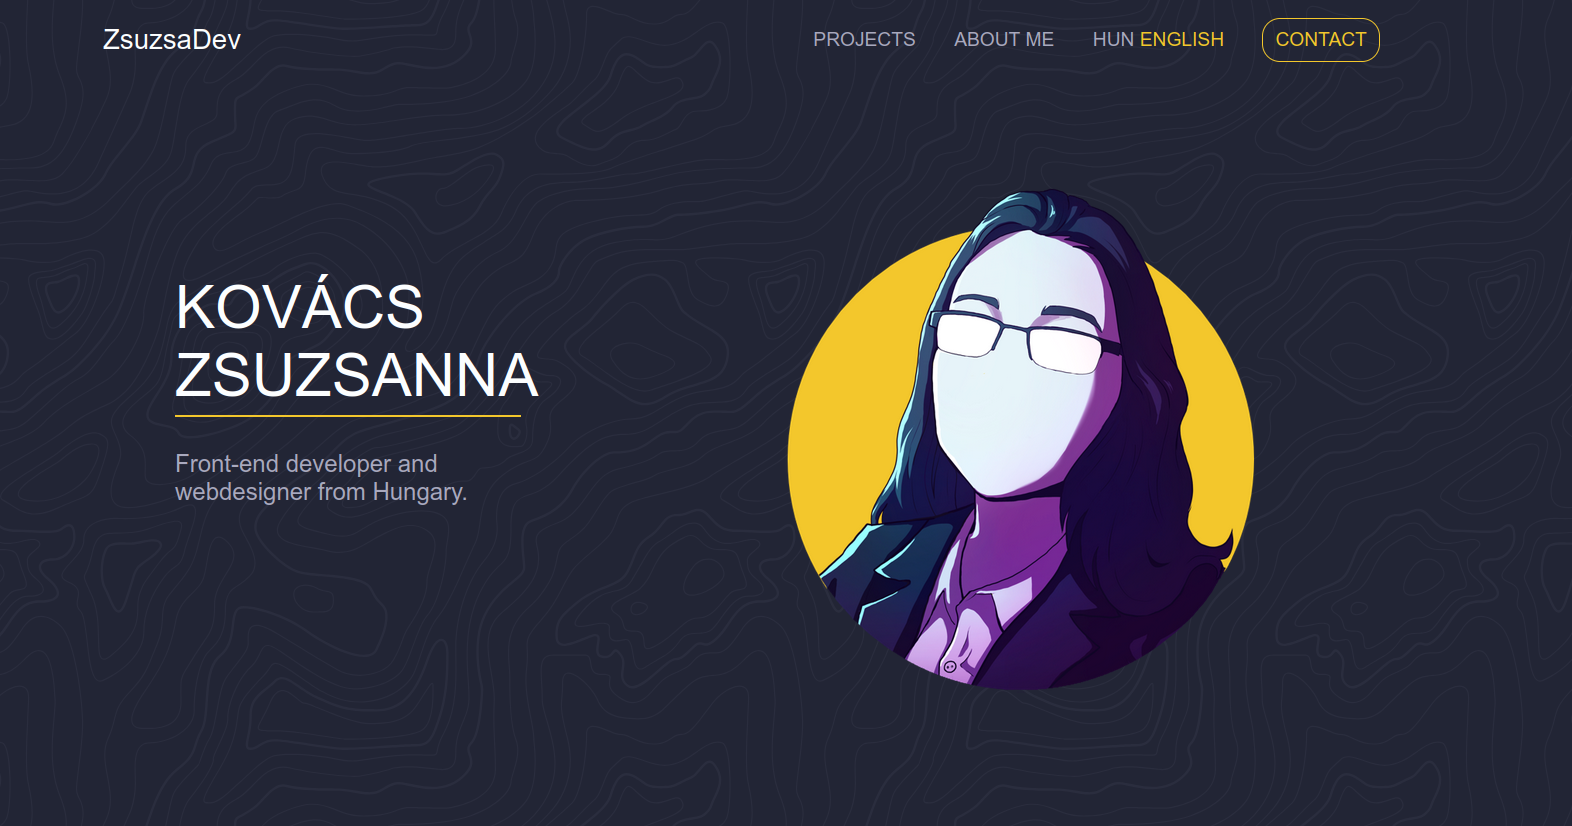 ZsuzsaDev
PROJECTS ABOUT ME HUN ENGLISH CONTACT
KOVÁCS
ZSUZSANNA
Front-end developer and
webdesigner from Hungary.